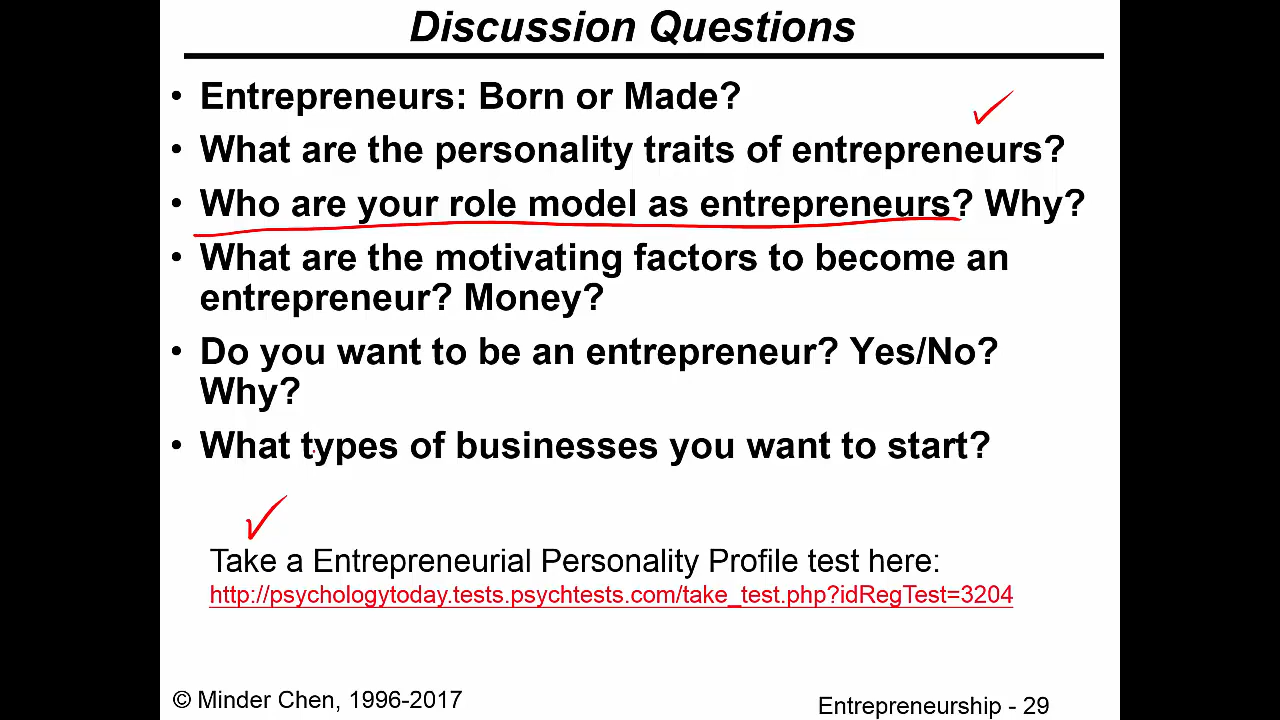 Discussion Questions
• Entrepreneurs: Born or Made?
• What are the personality traits of entrepreneurs?
• Who are your role model as entrepreneurs? Why?
• What are the motivating factors to become an
entrepreneur? Money?
• Do you want to be an entrepreneur? Yes/No?
Why?
• What types of businesses you want to start?
Take a Entrepreneurial Personality Profile test here:
http://psychologytoday.tests.psychtests.com/take_test.php?idRegTest=3204
© Minder Chen, 1996-2017
Entrepreneurship - 29